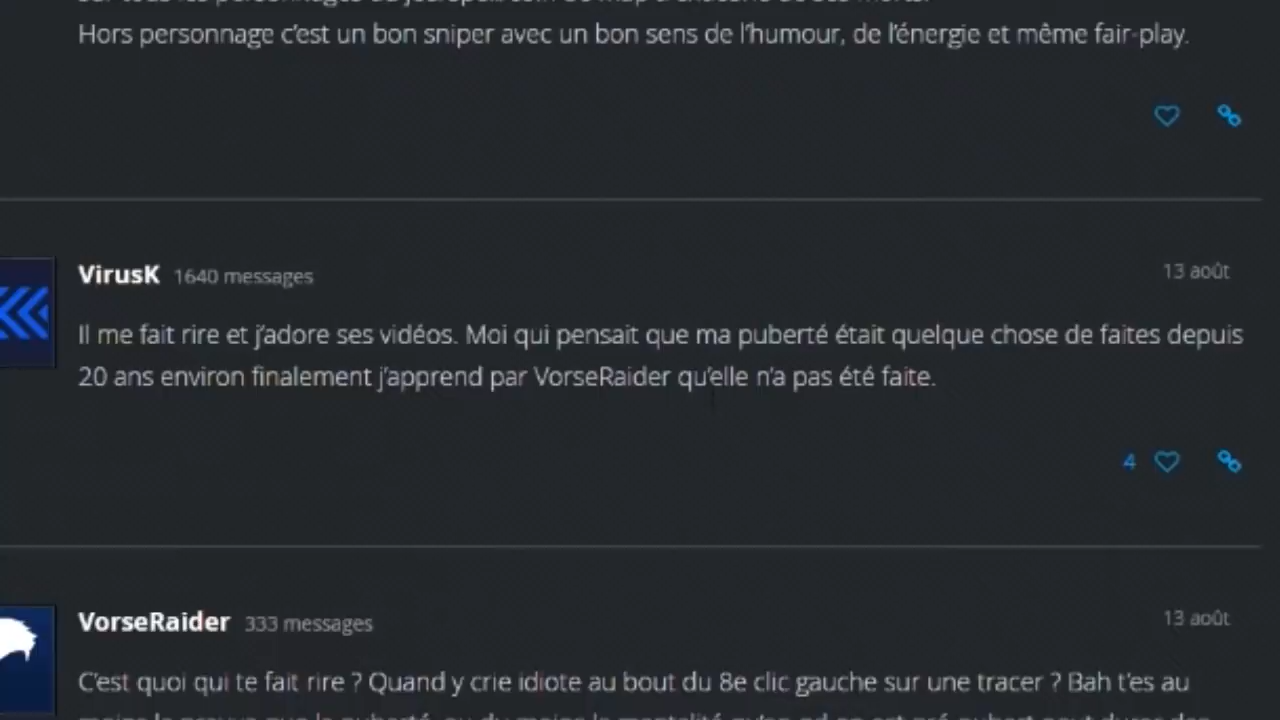 Hors personnage c'est un bon sniper avec un bon sens de l'humour, de l'énergie et même fair-play.
VirusK 1640 messages 13 août
Il me fait rire et j'adore ses vidéos. Moi qui pensait que ma puberté était quelque chose de faites depuis
20 ans environ finalement j'apprend par VorseRaider qu'elle n'a pas été faite.
4
VorseRaider 333 messages 13 août
C'est quoi qui te fait rire ? Quand y crie idiote au bout du 8e clic gauche sur une tracer ? Bah t'es au